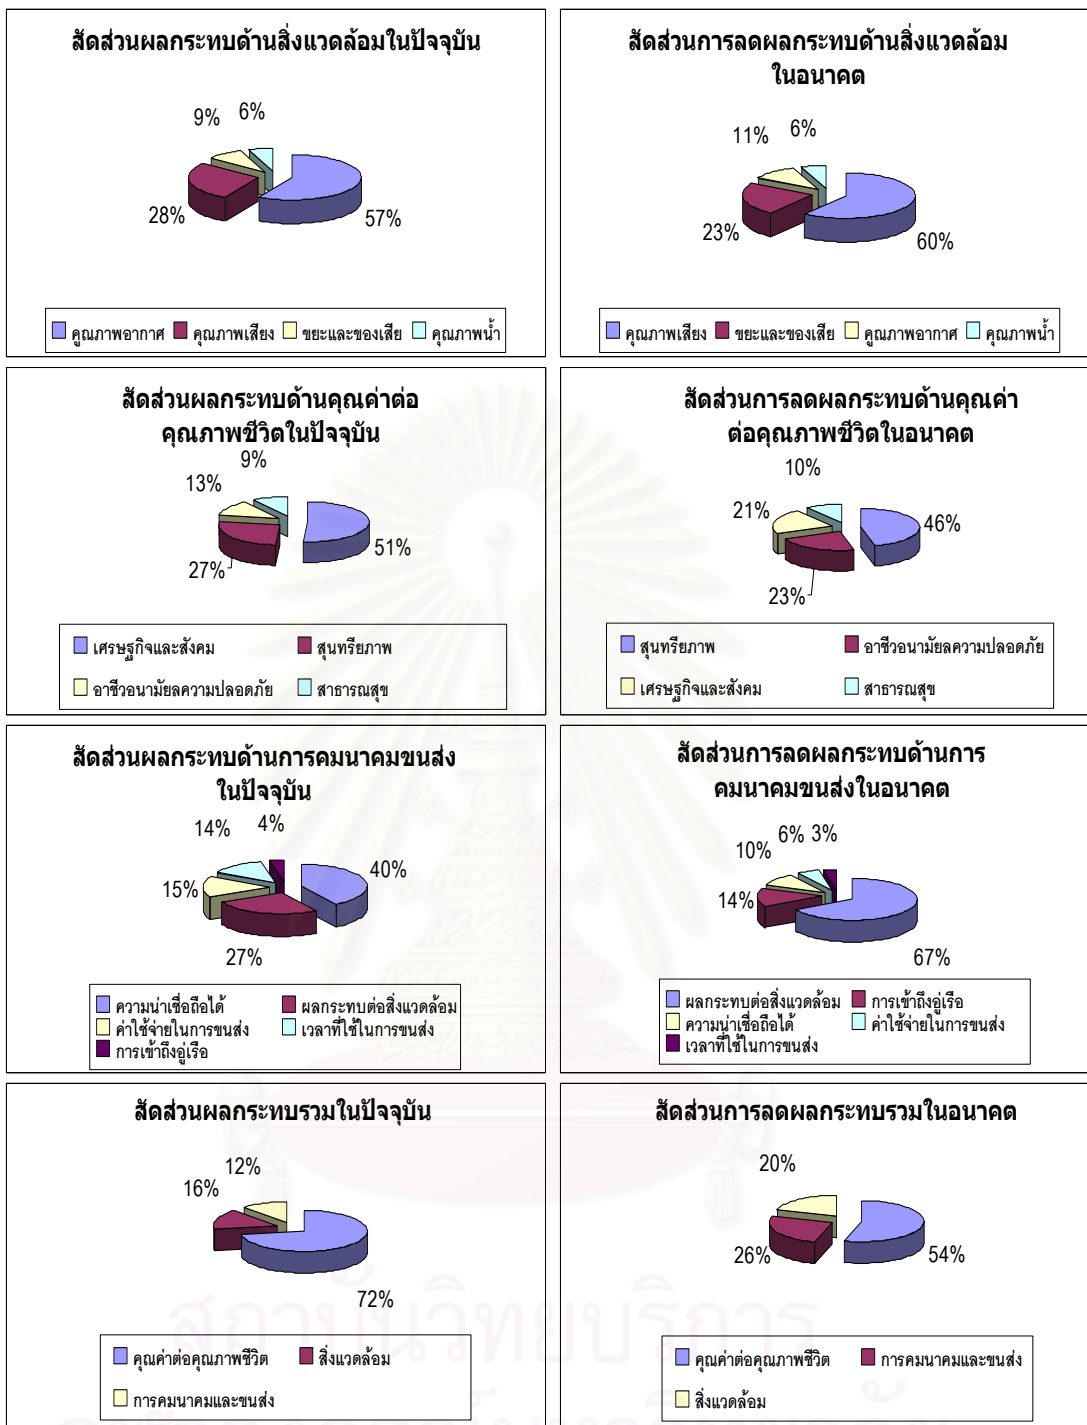 สัดส่วนผลกระทบด้านสิ่งแวดล้อมในปัจจุบัน
9% 6%
28% 57%
คูณภาพอากาศ คุณภาพเสียง ขยะและของเสีย คุณภาพน้ำ
สัดส่วนการลดผลกระทบด้านสิ่งแวดล้อม
ในอนาคต
11% 6%
23% 60%
คุณภาพเสียง ขยะและของเสีย คูณภาพอากาศ คุณภาพน้ำ
สัดส่วนผลกระทบด้านคุณค่าต่อ
คุณภาพชีวิตในปัจจุบัน
9%
13%
51%
27%
เศรษฐกิจและสังคม สุนทรียภาพ
อาชีวอนามัยลความปลอดภัย สาธารณสุข
สัดส่วนการลดผลกระทบด้านคุณค่า
ต่อคุณภาพชีวิตในอนาคต
10%
21% 46%
23%
สุนทรียภาพ อาชีวอนามัยลความปลอดภัย
เศรษฐกิจและสังคม สาธารณสุข
สัดส่วนผลกระทบด้านการคมนาคมขนส่ง
ในปัจจุบัน
14% 4%
40%
15%
27%
ความน่าเชื่อถือได้ ผลกระทบต่อสิ่งแวดล้อม
ค่าใช้จ่ายในการขนส่ง เวลาที่ใช้ในการขนส่ง
การเข้าถึงอู่เรือ
สัดส่วนการลดผลกระทบด้านการ
คมนาคมขนส่งในอนาคต
6% 3%
10%
14%
67%
ผลกระทบต่อสิ่งแวดล้อม การเข้าถึงอู่เรือ
ความน่าเชื่อถือได้ ค่าใช้จ่ายในการขนส่ง
เวลาที่ใช้ในการขนส่ง
สัดส่วนผลกระทบรวมในปัจจุบัน
12%
16%
72%
คุณค่าต่อคุณภาพชีวิต สิ่งแวดล้อม
การคมนาคมและขนส่ง
สัดส่วนการลดผลกระทบรวมในอนาคต
20%
26% 54%
คุณค่าต่อคุณภาพชีวิต การคมนาคมและขนส่ง
สิ่งแวดล้อม
สถาบันวิทยบริการ